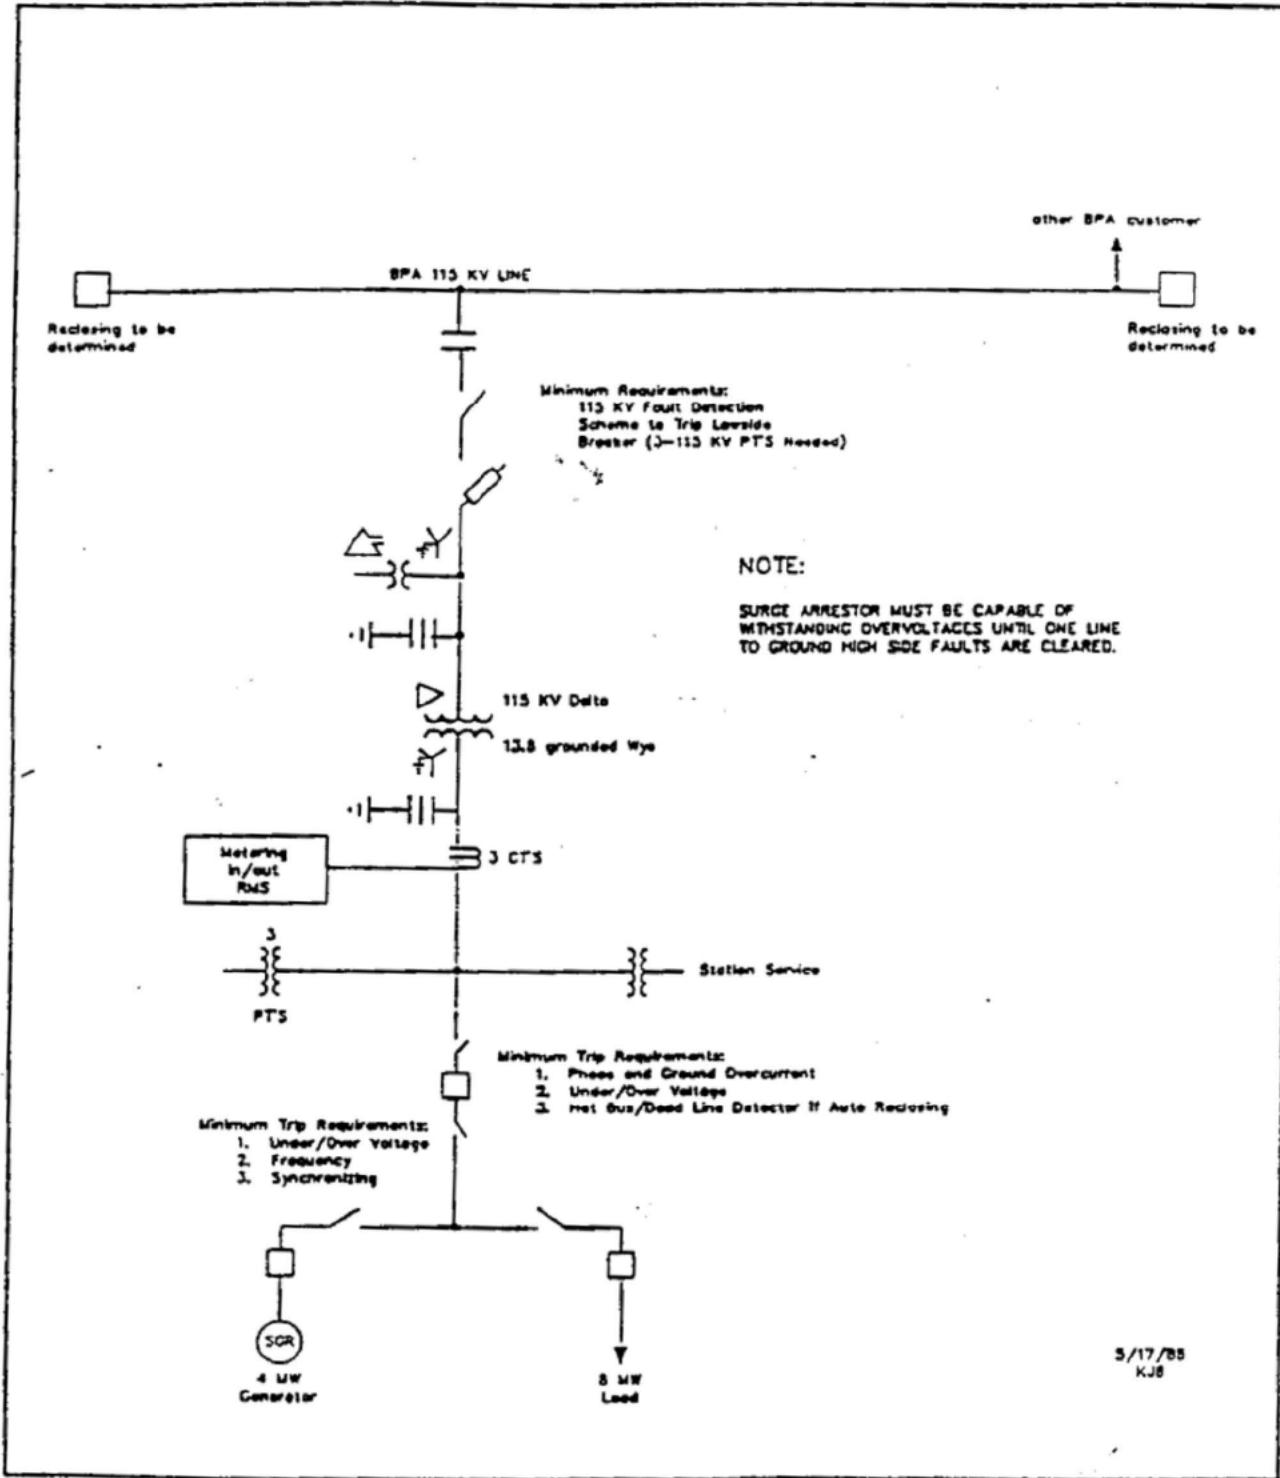 other BPA customer
BPA 115 KV LINE
Reclosing to be
determined
Reclosing to be
determined
Minimum Requirements:
115 KV Fault Detection
Scheme to Trip Lowside
Breaker (3-115 KV PTS Needed)
NOTE:
SURGE ARRESTOR MUST BE CAPABLE OF
WITHSTANDING OVERVOLTAGES UNTIL ONE LINE
TO GROUND HIGH SIDE FAULTS ARE CLEARED.
115 KV Delta
13.8 grounded Wye
Metering
In/out
RMS
3 CTS
3
PTS
Station Service
Minimum Trip Requirements:
1. Phase and Ground Overcurrent
2. Under/Over Voltage
3. Hot Bus/Dead Line Detector If Auto Reclosing
Minimum Trip Requirements:
1. Under/Over Voltage
2. Frequency
3. Synchronizing
4 MW
Generator
8 MW
Load